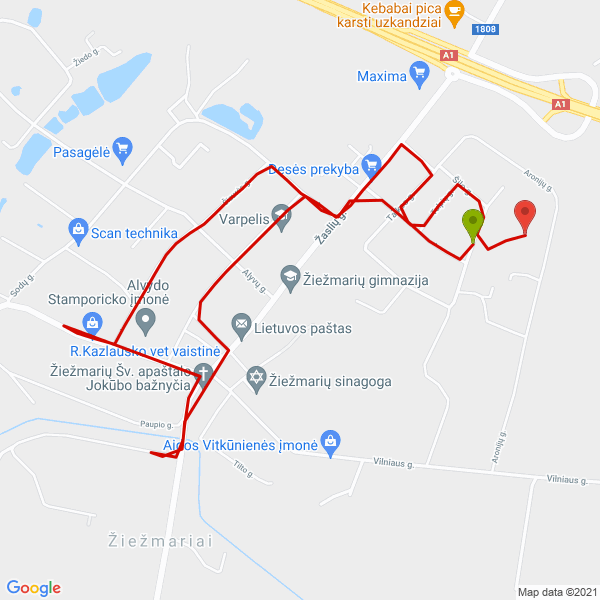 Kebabai pica
karsti uzkandziai
1808
A1
Žiedo g.
Maxima
A1
Pasagėlė
Desės prekyba
Aronijų g.
Varpelis
Žaslių g.
Scan technika
Alyvų g.
Žiežmarių gimnazija
Sodų g.
Alvydo
Stamporicko įmonė
Lietuvos paštas
R.Kazlausko vet vaistinė
Žiežmarių Šv. apaštalo
Jokūbo bažnyčia
Žiežmarių sinagoga
Paupio g.
Aidos Vitkūnienės įmonė
Aronijų g.
Tilto g.
Vilniaus g.
Vilniaus g.
Žiežmariai
Google
Map data ©2021